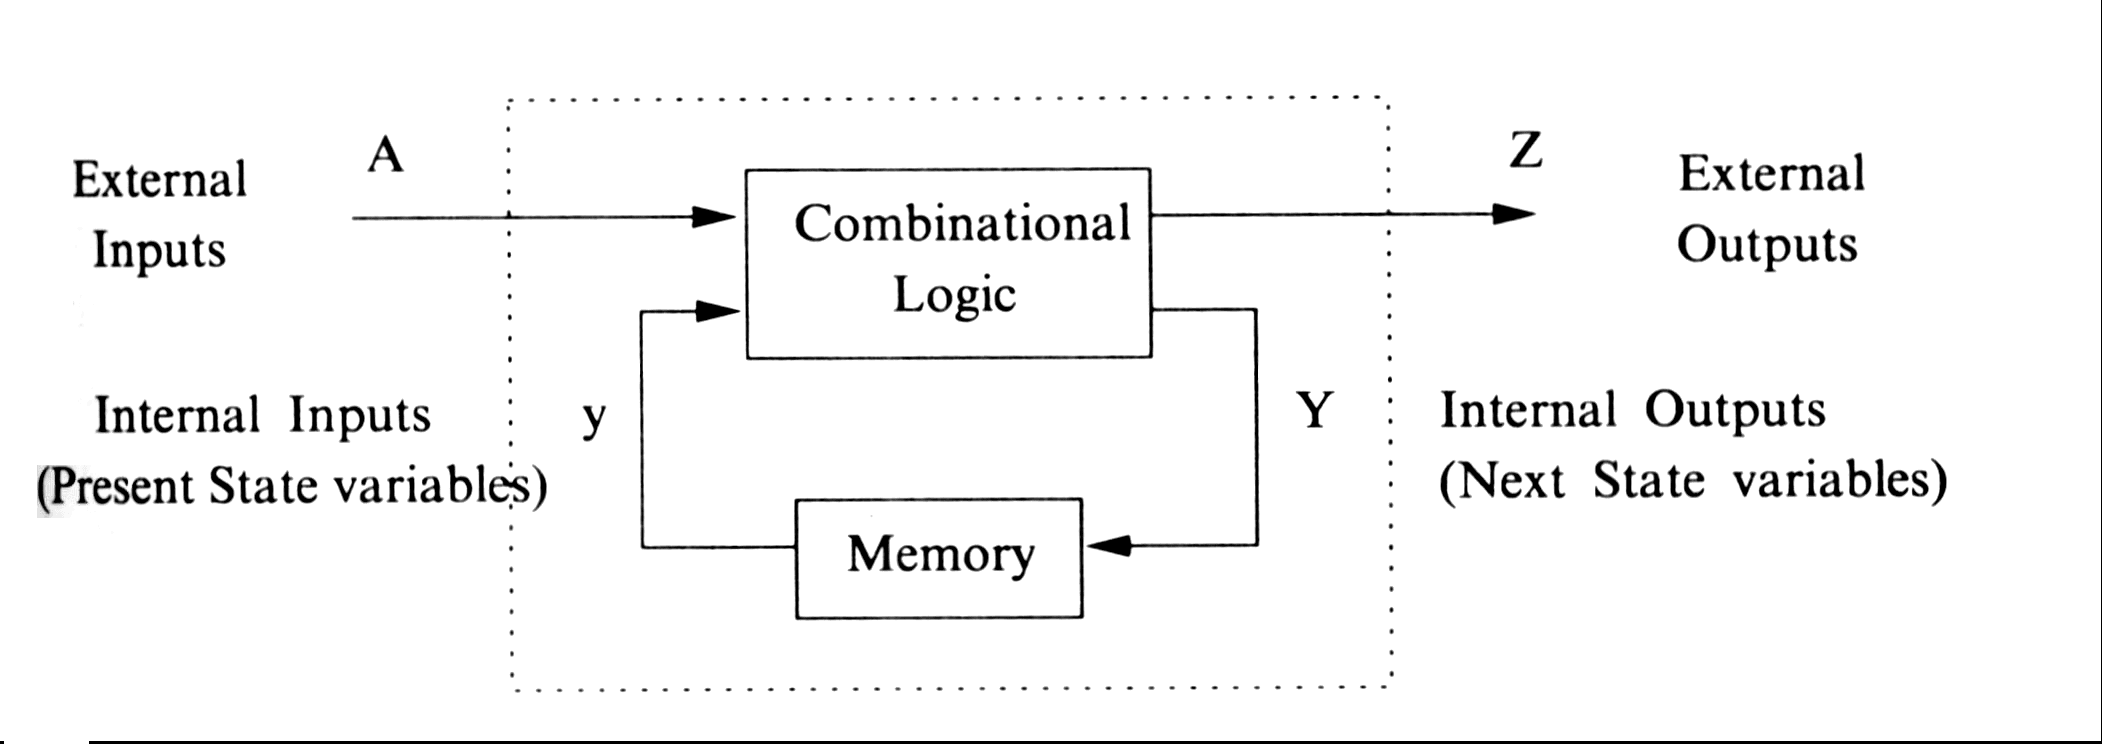 External
Inputs
A
Combinational
Logic
Z
External
Outputs
Internal Inputs
(Present State variables)
y
Y
Internal Outputs
(Next State variables)
Memory